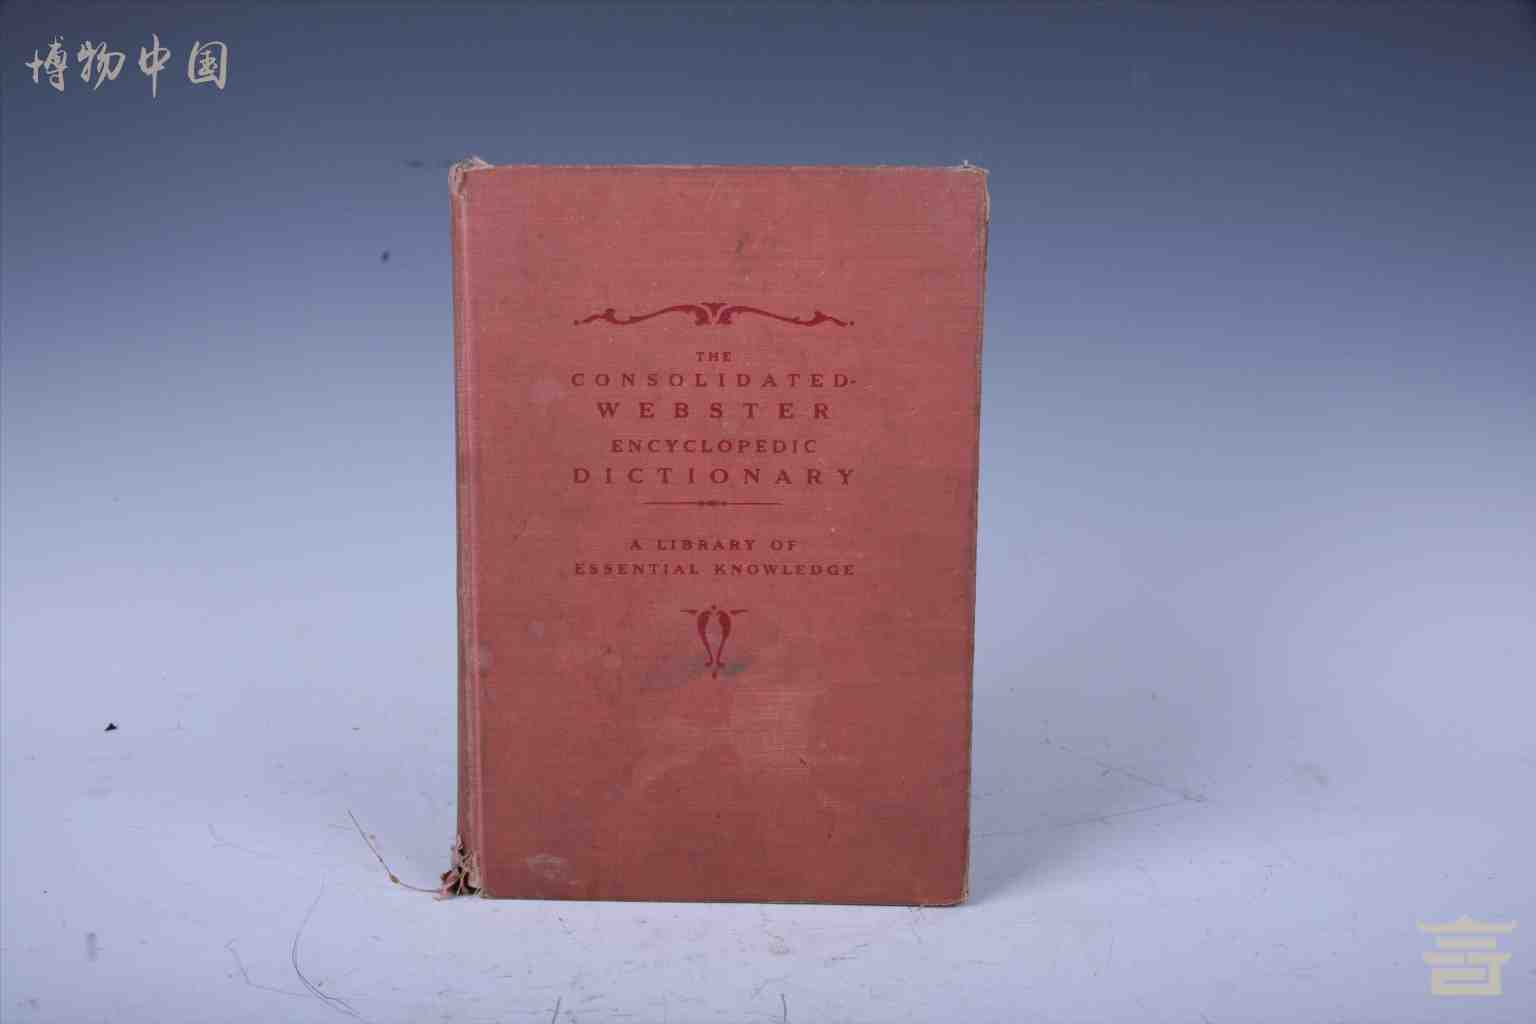 博物中国
THE
CONSOLIDATED-
WEBSTER
ENCYCLOPEDIC
DICTIONARY
A LIBRARY OF
ESSENTIAL KNOWLEDGE